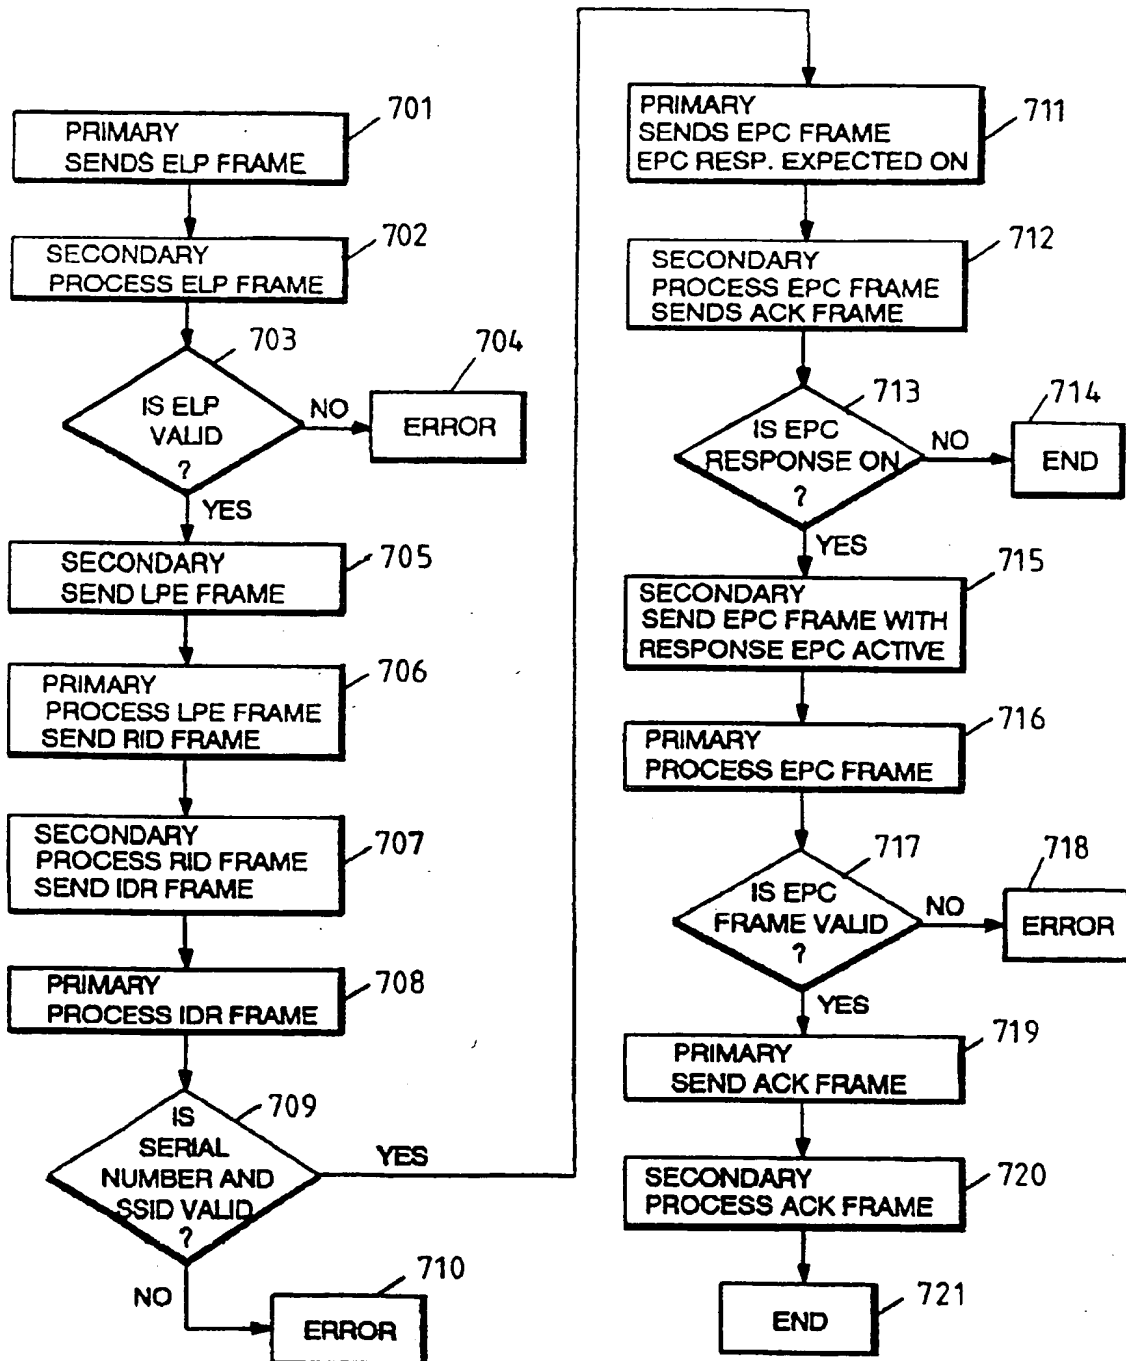 701
PRIMARY
SENDS ELP FRAME
702
SECONDARY
PROCESS ELP FRAME
703
IS ELP
VALID
?
NO
704
ERROR
YES
705
SECONDARY
SEND LPE FRAME
706
PRIMARY
PROCESS LPE FRAME
SEND RID FRAME
707
SECONDARY
PROCESS RID FRAME
SEND IDR FRAME
708
PRIMARY
PROCESS IDR FRAME
709
IS
SERIAL
NUMBER AND
SSID VALID
?
YES
NO
710
ERROR
711
PRIMARY
SENDS EPC FRAME
EPC RESP. EXPECTED ON
712
SECONDARY
PROCESS EPC FRAME
SENDS ACK FRAME
713
IS EPC
RESPONSE ON
?
NO
714
END
YES
715
SECONDARY
SEND EPC FRAME WITH
RESPONSE EPC ACTIVE
716
PRIMARY
PROCESS EPC FRAME
717
IS EPC
FRAME VALID
?
NO
718
ERROR
YES
719
PRIMARY
SEND ACK FRAME
720
SECONDARY
PROCESS ACK FRAME
721
END